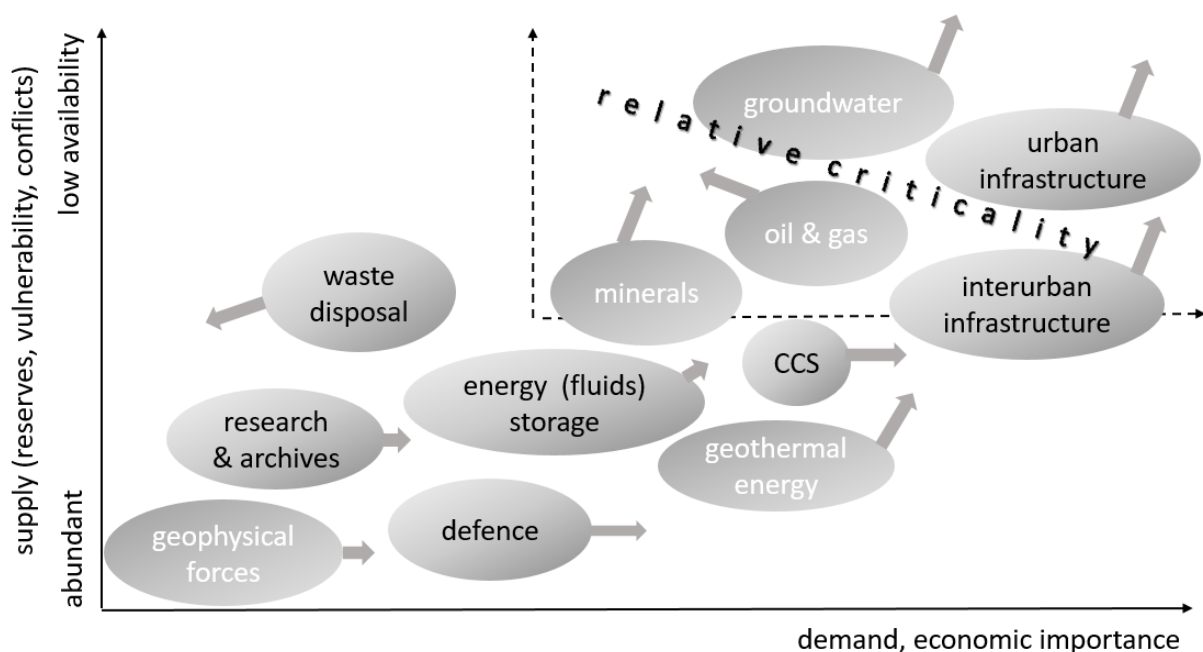 supply (reserves, vulnerability, conflicts)
low availability
abundant
groundwater
relative criticality
urban
infrastructure
oil & gas
waste
disposal
minerals
interurban
infrastructure
CCS
energy (fluids)
storage
research
& archives
geothermal
energy
defence
geophysical
forces
demand, economic importance